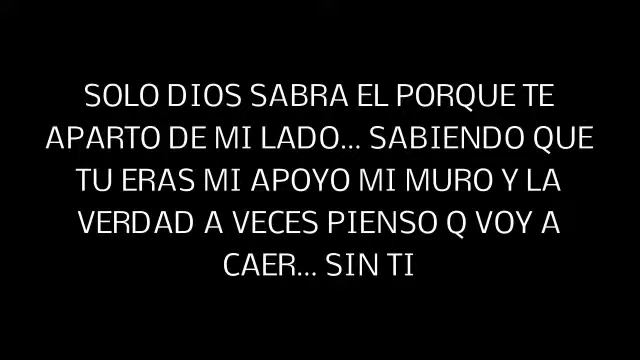 SOLO DIOS SABRA EL PORQUE TE
APARTO DE MI LADO... SABIENDO QUE
TU ERAS MI APOYO MI MURO Y LA
VERDAD A VECES PIENSO Q VOY A
CAER... SIN TI